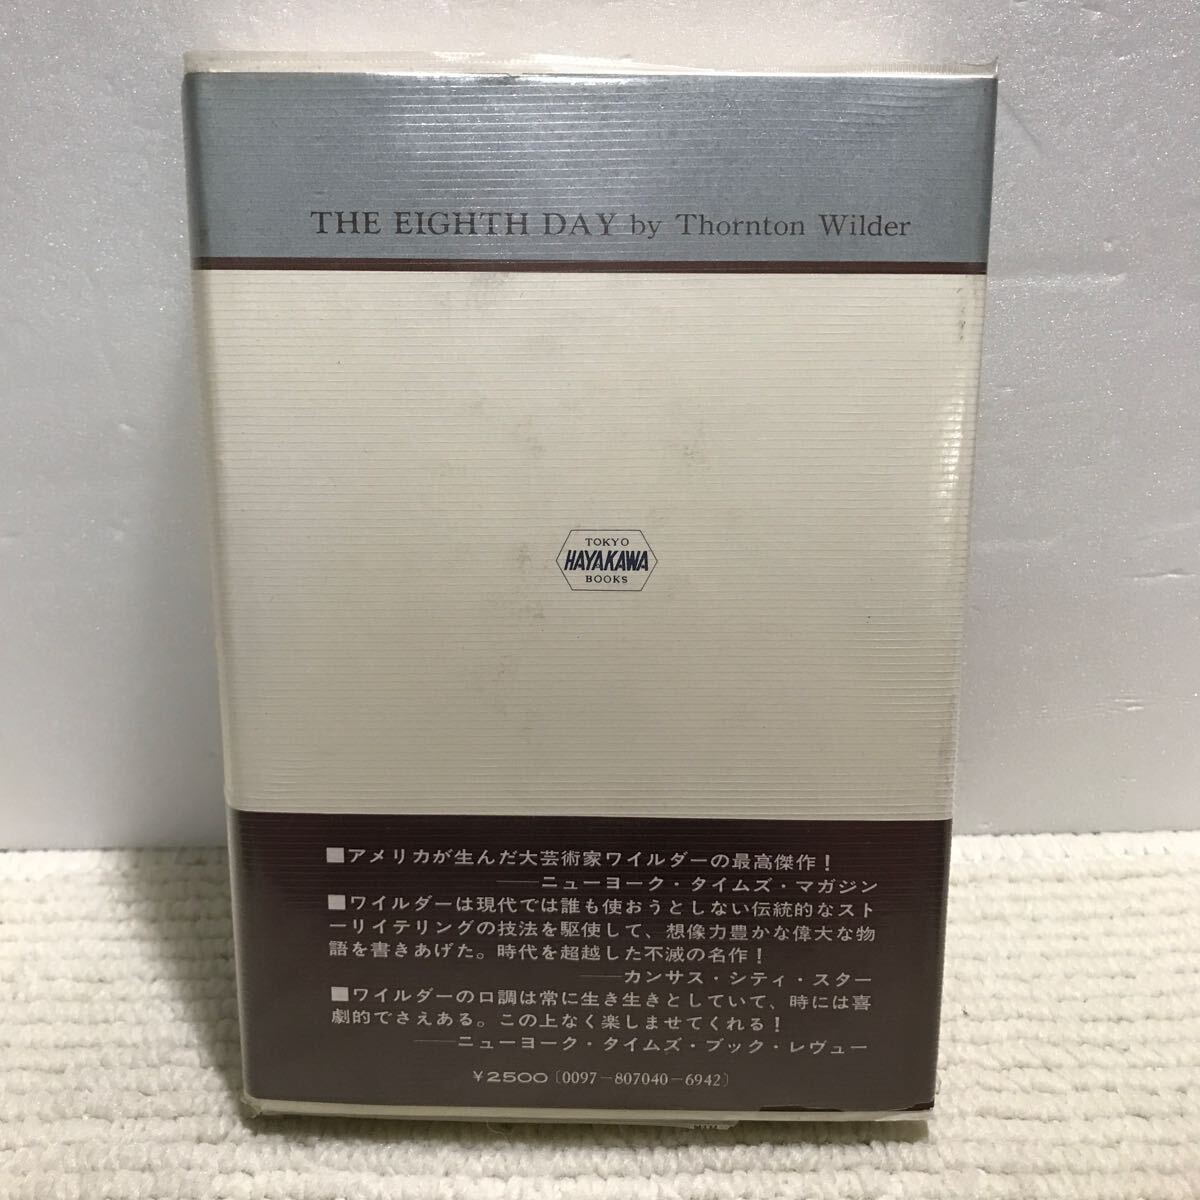 THE EIGHTH DAY by Thornton Wilder
TOKYO
HAYAKAWA
BOOKS
■アメリカが生んだ大芸術家ワイルダーの最高傑作！
——ニューヨーク・タイムズ・マガジン
■ワイルダーは現代では誰も使おうとしない伝統的なスト
ーリイテリングの技法を駆使して、想像力豊かな偉大な物
語を書きあげた。時代を超越した不滅の名作！
——カンサス・シティ・スター
■ワイルダーの口調は常に生き生きとしていて、時には喜
劇的でさえある。この上なく楽しませてくれる！
——ニューヨーク・タイムズ・ブック・レヴュー
¥2500〔0097-807040-6942〕